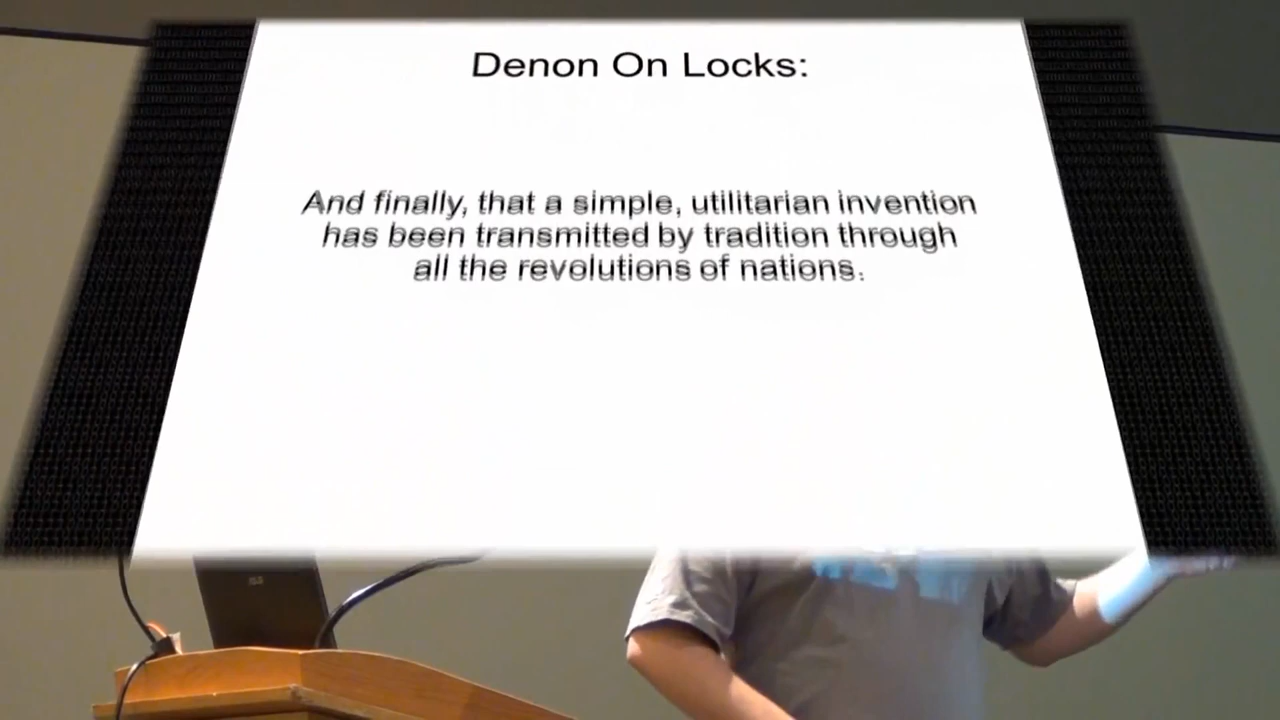 Denon On Locks:
And finally, that a simple, utilitarian invention
has been transmitted by tradition through
all the revolutions of nations.